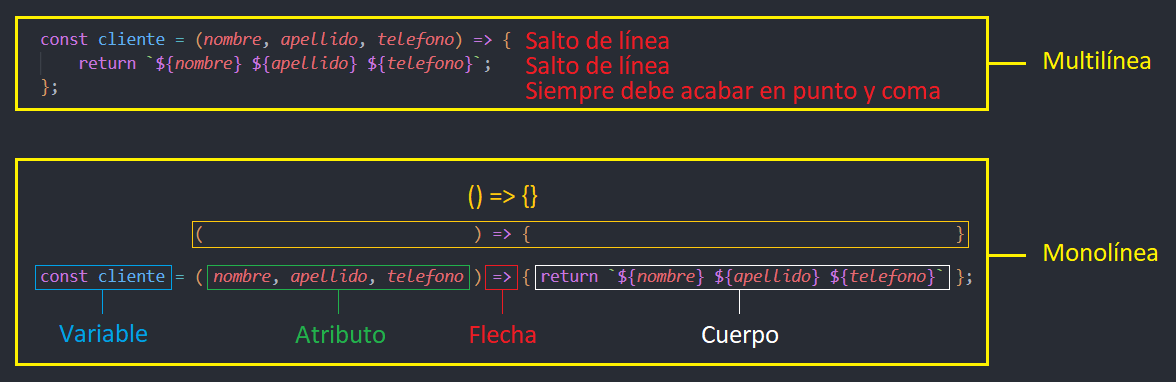 const cliente = (nombre, apellido, telefono) => { Salto de línea
return `${nombre} ${apellido} ${telefono}`; Salto de línea
}; Siempre debe acabar en punto y coma
Multilínea
() => {}
( ) => { }
Monolínea
const cliente = ( nombre, apellido, telefono ) => { return `${nombre} ${apellido} ${telefono}` };
Variable Atributo Flecha Cuerpo